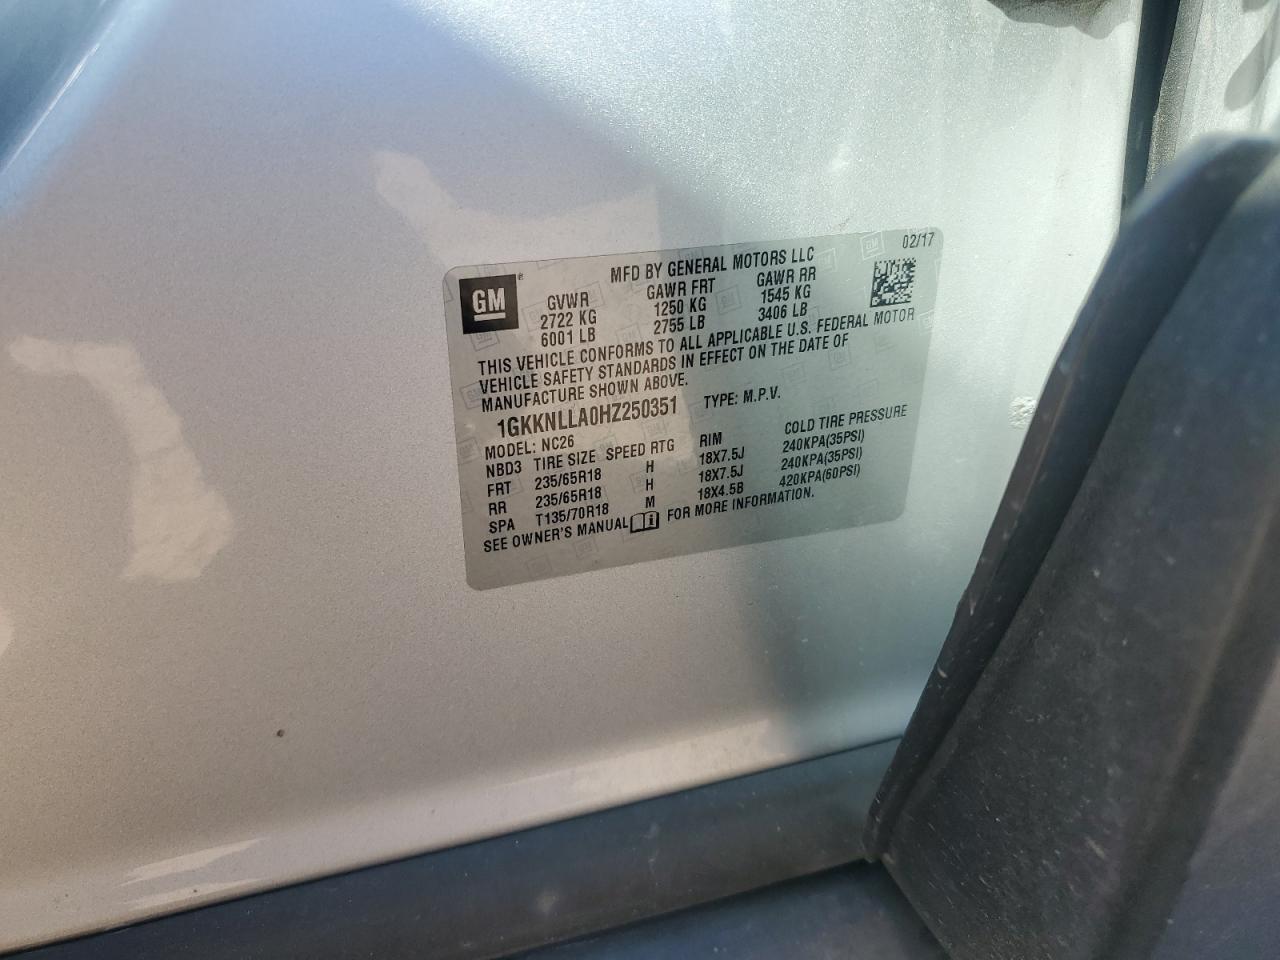 02/17
GM ®
MFD BY GENERAL MOTORS LLC
GVWR GAWR FRT GAWR RR
2722 KG 1250 KG 1545 KG
6001 LB 2755 LB 3406 LB
THIS VEHICLE CONFORMS TO ALL APPLICABLE U.S. FEDERAL MOTOR
VEHICLE SAFETY STANDARDS IN EFFECT ON THE DATE OF
MANUFACTURE SHOWN ABOVE.
1GKKNLLA0HZ250351 TYPE: M.P.V.
MODEL: NC26
NBD3 TIRE SIZE SPEED RTG RIM COLD TIRE PRESSURE
FRT 235/65R18 H 18X7.5J 240KPA(35PSI)
RR 235/65R18 H 18X7.5J 240KPA(35PSI)
SPA T135/70R18 M 18X4.5B 420KPA(60PSI)
SEE OWNER'S MANUAL i FOR MORE INFORMATION.